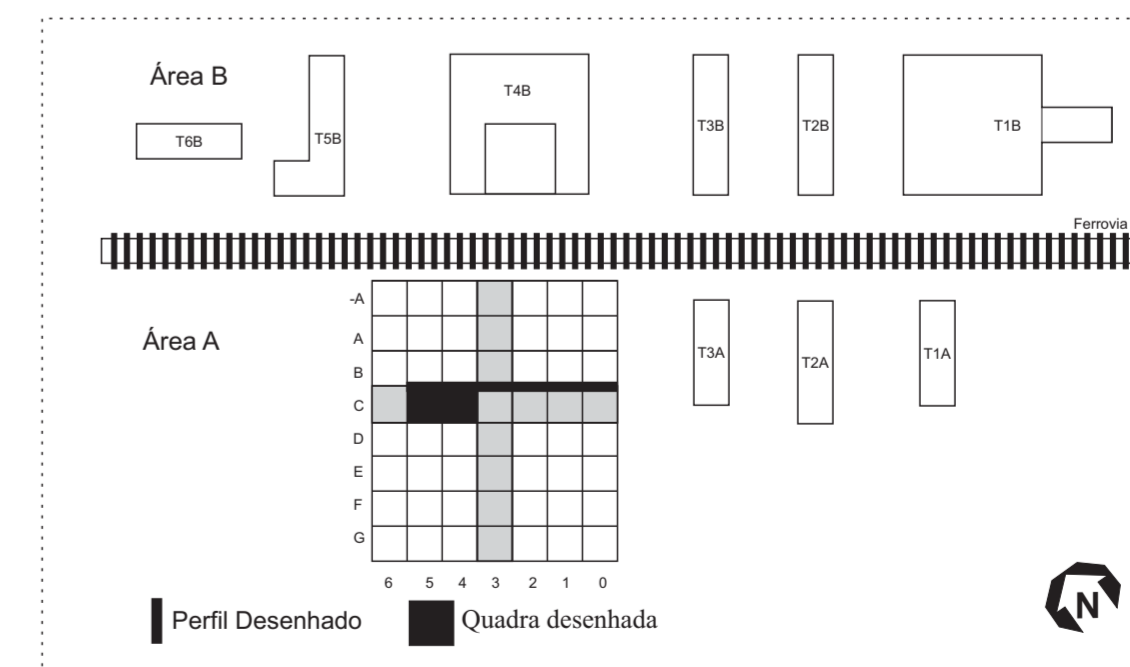 Área B
T6B
T5B
T4B
T3B
T2B
T1B
Ferrovia
Área A
-A
A
B
C
D
E
F
G
6 5 4 3 2 1 0
T3A
T2A
T1A
Perfil Desenhado
Quadra desenhada
N